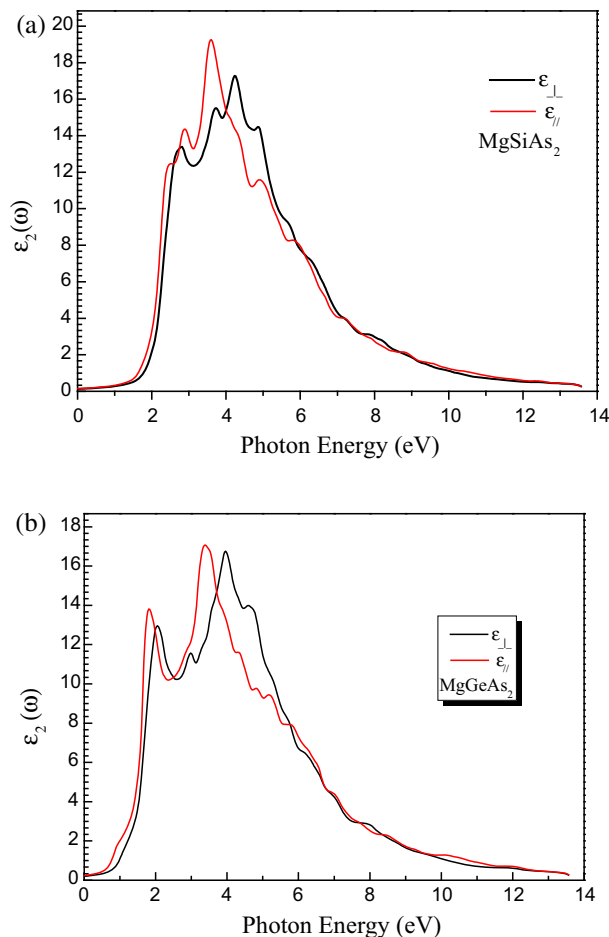 (a)
20
18
16
14
12
10
8
6
4
2
0
ε₂(ω)
ε_|_
ε//
MgSiAs₂
0 2 4 6 8 10 12 14
Photon Energy (eV)
(b)
18
16
14
12
10
8
6
4
2
0
ε₂(ω)
ε_|_
ε//
MgGeAs₂
0 2 4 6 8 10 12 14
Photon Energy (eV)